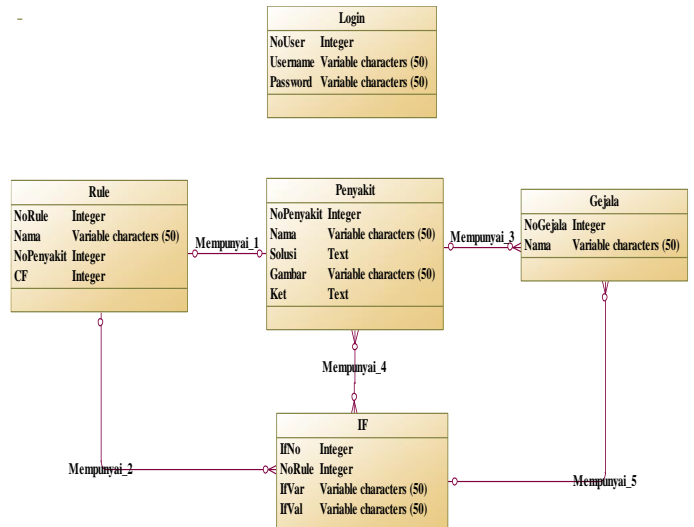 Login
NoUser Integer
Username Variable characters (50)
Password Variable characters (50)
Rule
NoRule Integer
Nama Variable characters (50)
NoPenyakit Integer
CF Integer
Mempunyai_1
Penyakit
NoPenyakit Integer
Nama Variable characters (50)
Solusi Text
Gambar Variable characters (50)
Ket Text
Mempunyai_3
Gejala
NoGejala Integer
Nama Variable characters (50)
Mempunyai_4
Mempunyai_2
IF
IfNo Integer
NoRule Integer
IfVar Variable characters (50)
IfVal Variable characters (50)
Mempunyai_5